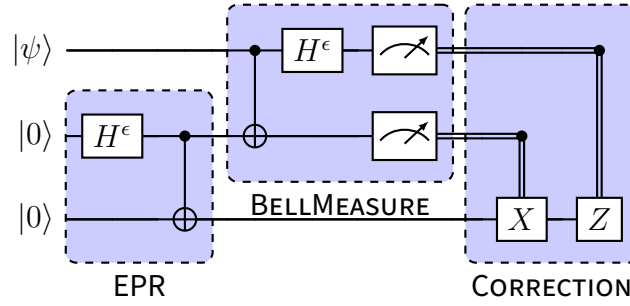 |ψ⟩ H^ϵ
|0⟩ H^ϵ
|0⟩ X Z
BELLMEASURE
EPR CORRECTION